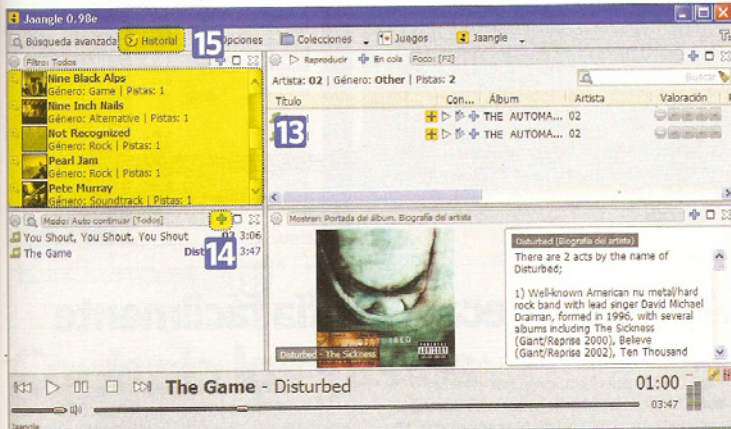 Jaangle 0.98e
Búsqueda avanzada Historial 15 Opciones Colecciones Juegos Jaangle
Filtro: Todos
Nine Black Alps
Género: Game | Pistas: 1
Nine Inch Nails
Género: Alternative | Pistas: 1
Not Recognized
Género: Rock | Pistas: 1
Pearl Jam
Género: Rock | Pistas: 1
Pete Murray
Género: Soundtrack | Pistas: 1
Reproducir En cola Foco: [F2]
Artista: 02 | Género: Other | Pistas: 2
Buscar
Título Con... Álbum Artista Valoración
13
THE AUTOMA... 02
THE AUTOMA... 02
Modo: Auto continuar [Todos]
You Shout, You Shout, You Shout 03 3:06
The Game Dist 3:47
14
Mostrar: Portada del álbum, Biografía del artista
Disturbed - The Sickness
Disturbed (Biografía del artista)
There are 2 acts by the name of
Disturbed;
1) Well-known American nu metal/hard
rock band with lead singer David Michael
Draiman, formed in 1996, with several
albums including The Sickness
(Giant/Reprise 2000), Believe
(Giant/Reprise 2002), Ten Thousand
The Game - Disturbed
01:00
03:47
Jaangle